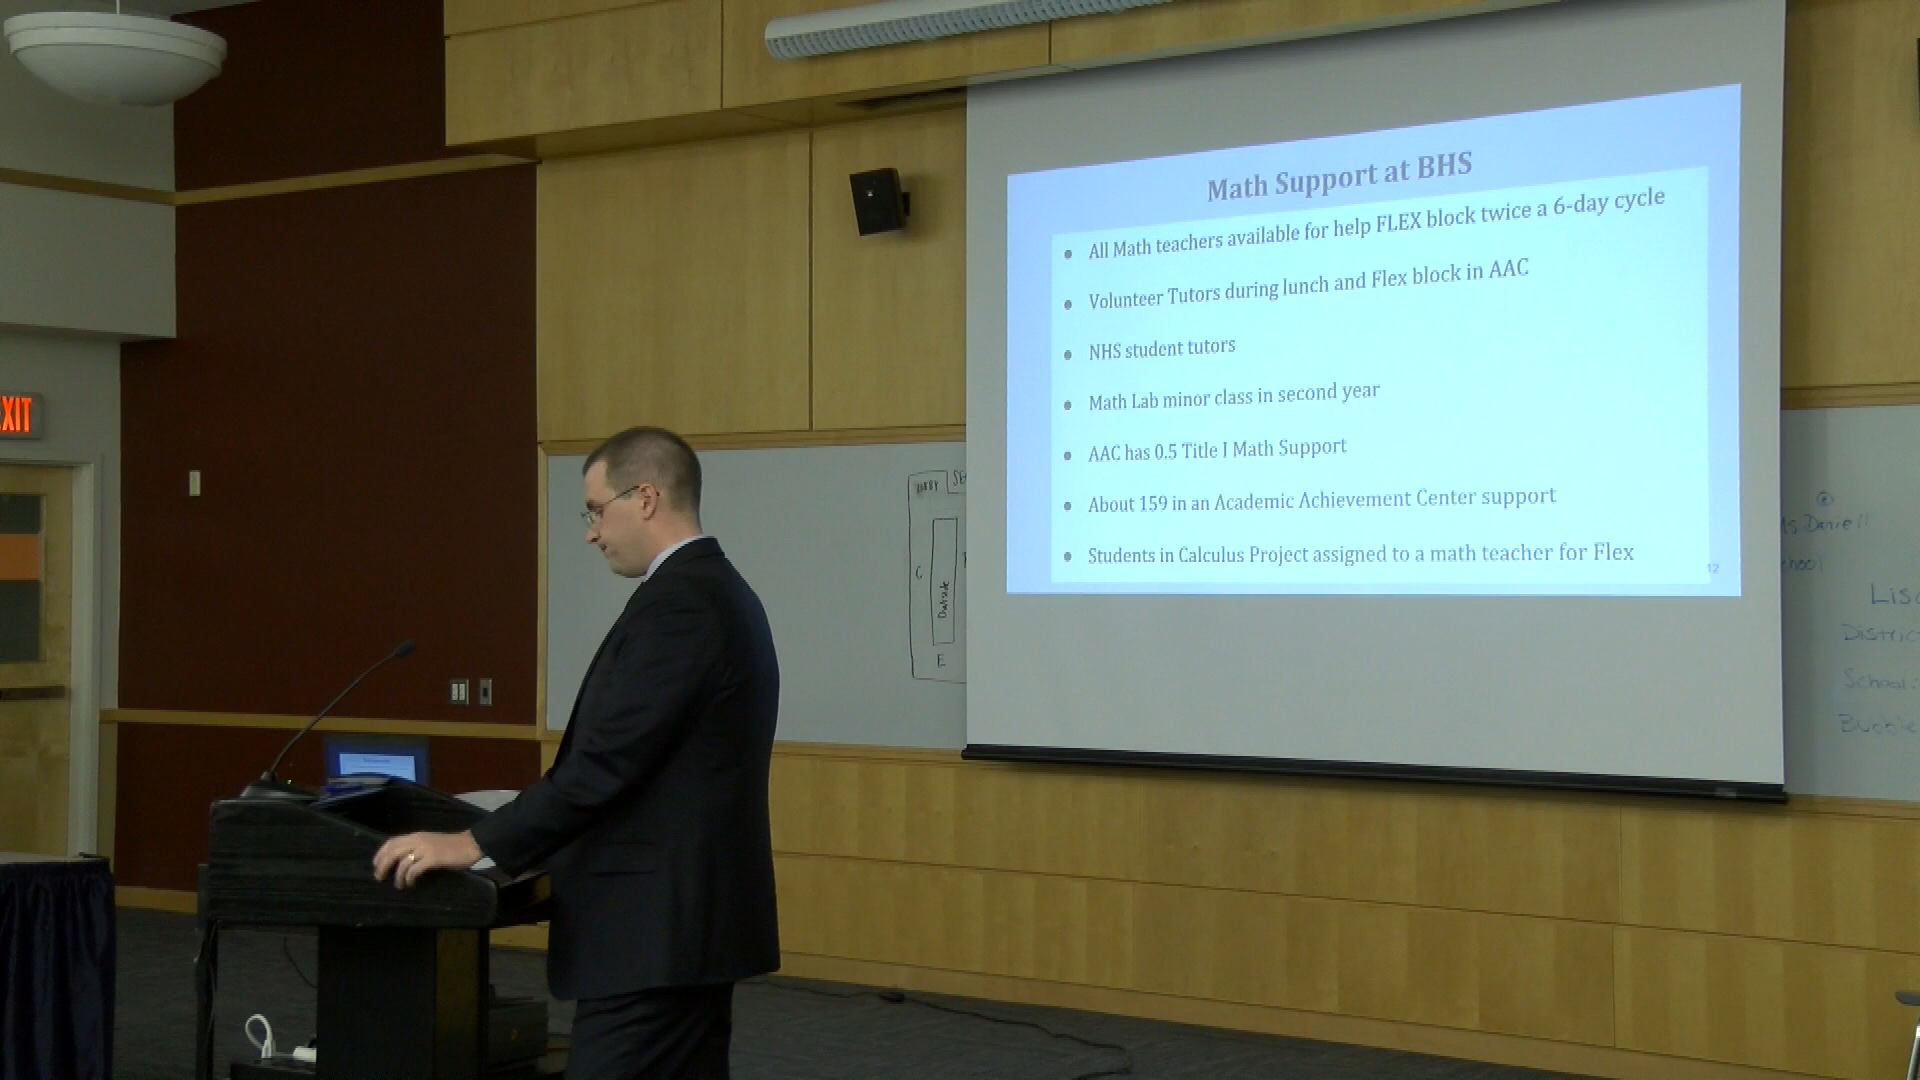 EXIT
Math Support at BHS
All Math teachers available for help FLEX block twice a 6-day cycle
Volunteer Tutors during lunch and Flex block in AAC
NHS student tutors
Math Lab minor class in second year
AAC has 0.5 Title I Math Support
About 159 in an Academic Achievement Center support
Students in Calculus Project assigned to a math teacher for Flex
12
C
Outside
E